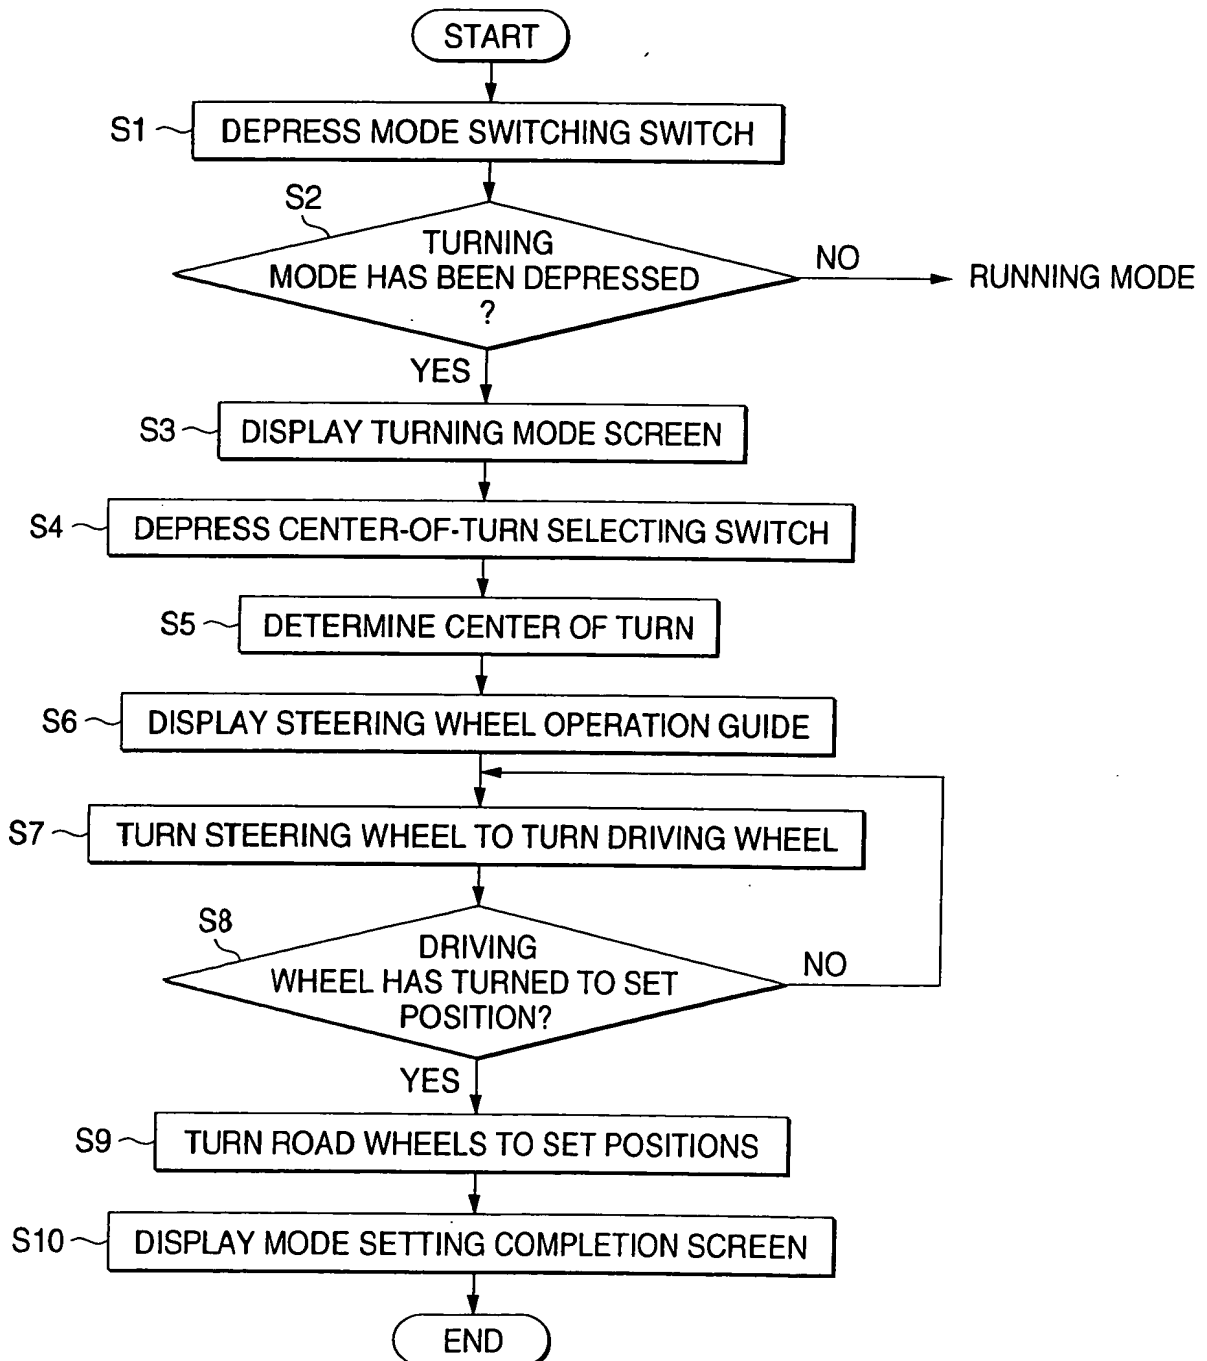 START
S1
DEPRESS MODE SWITCHING SWITCH
S2
TURNING
MODE HAS BEEN DEPRESSED
?
NO
RUNNING MODE
YES
S3
DISPLAY TURNING MODE SCREEN
S4
DEPRESS CENTER-OF-TURN SELECTING SWITCH
S5
DETERMINE CENTER OF TURN
S6
DISPLAY STEERING WHEEL OPERATION GUIDE
S7
TURN STEERING WHEEL TO TURN DRIVING WHEEL
S8
DRIVING
WHEEL HAS TURNED TO SET
POSITION?
NO
YES
S9
TURN ROAD WHEELS TO SET POSITIONS
S10
DISPLAY MODE SETTING COMPLETION SCREEN
END